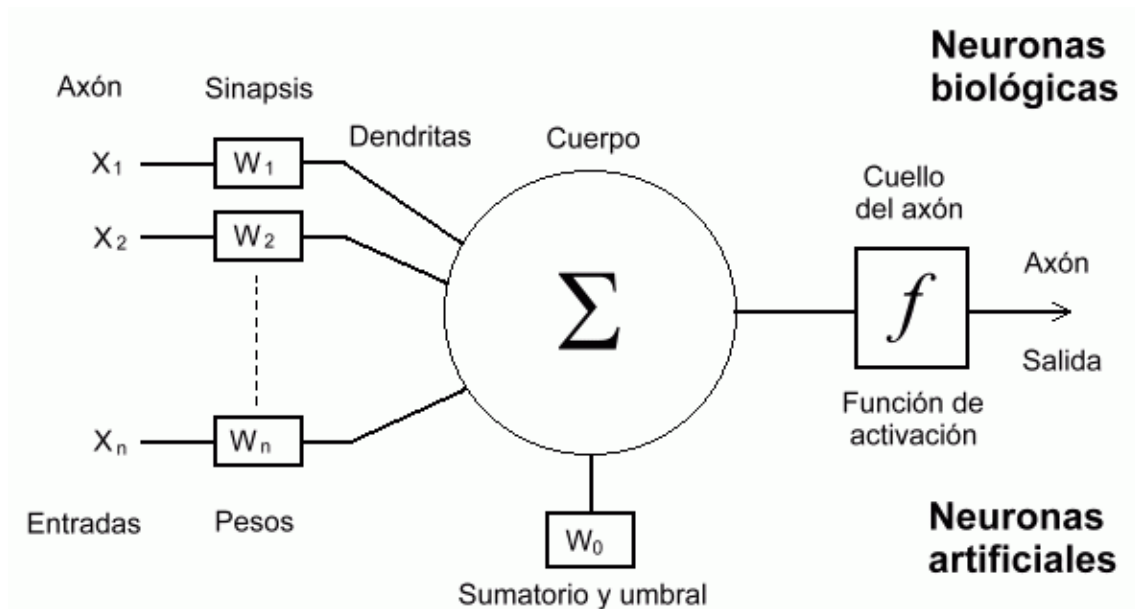 Neuronas
biológicas
Axón
Sinapsis
Dendritas
Cuerpo
Cuello
del axón
X1
W1
X2
W2
Σ
f
Axón
Salida
Xn
Wn
Función de
activación
Entradas
Pesos
W0
Sumatorio y umbral
Neuronas
artificiales